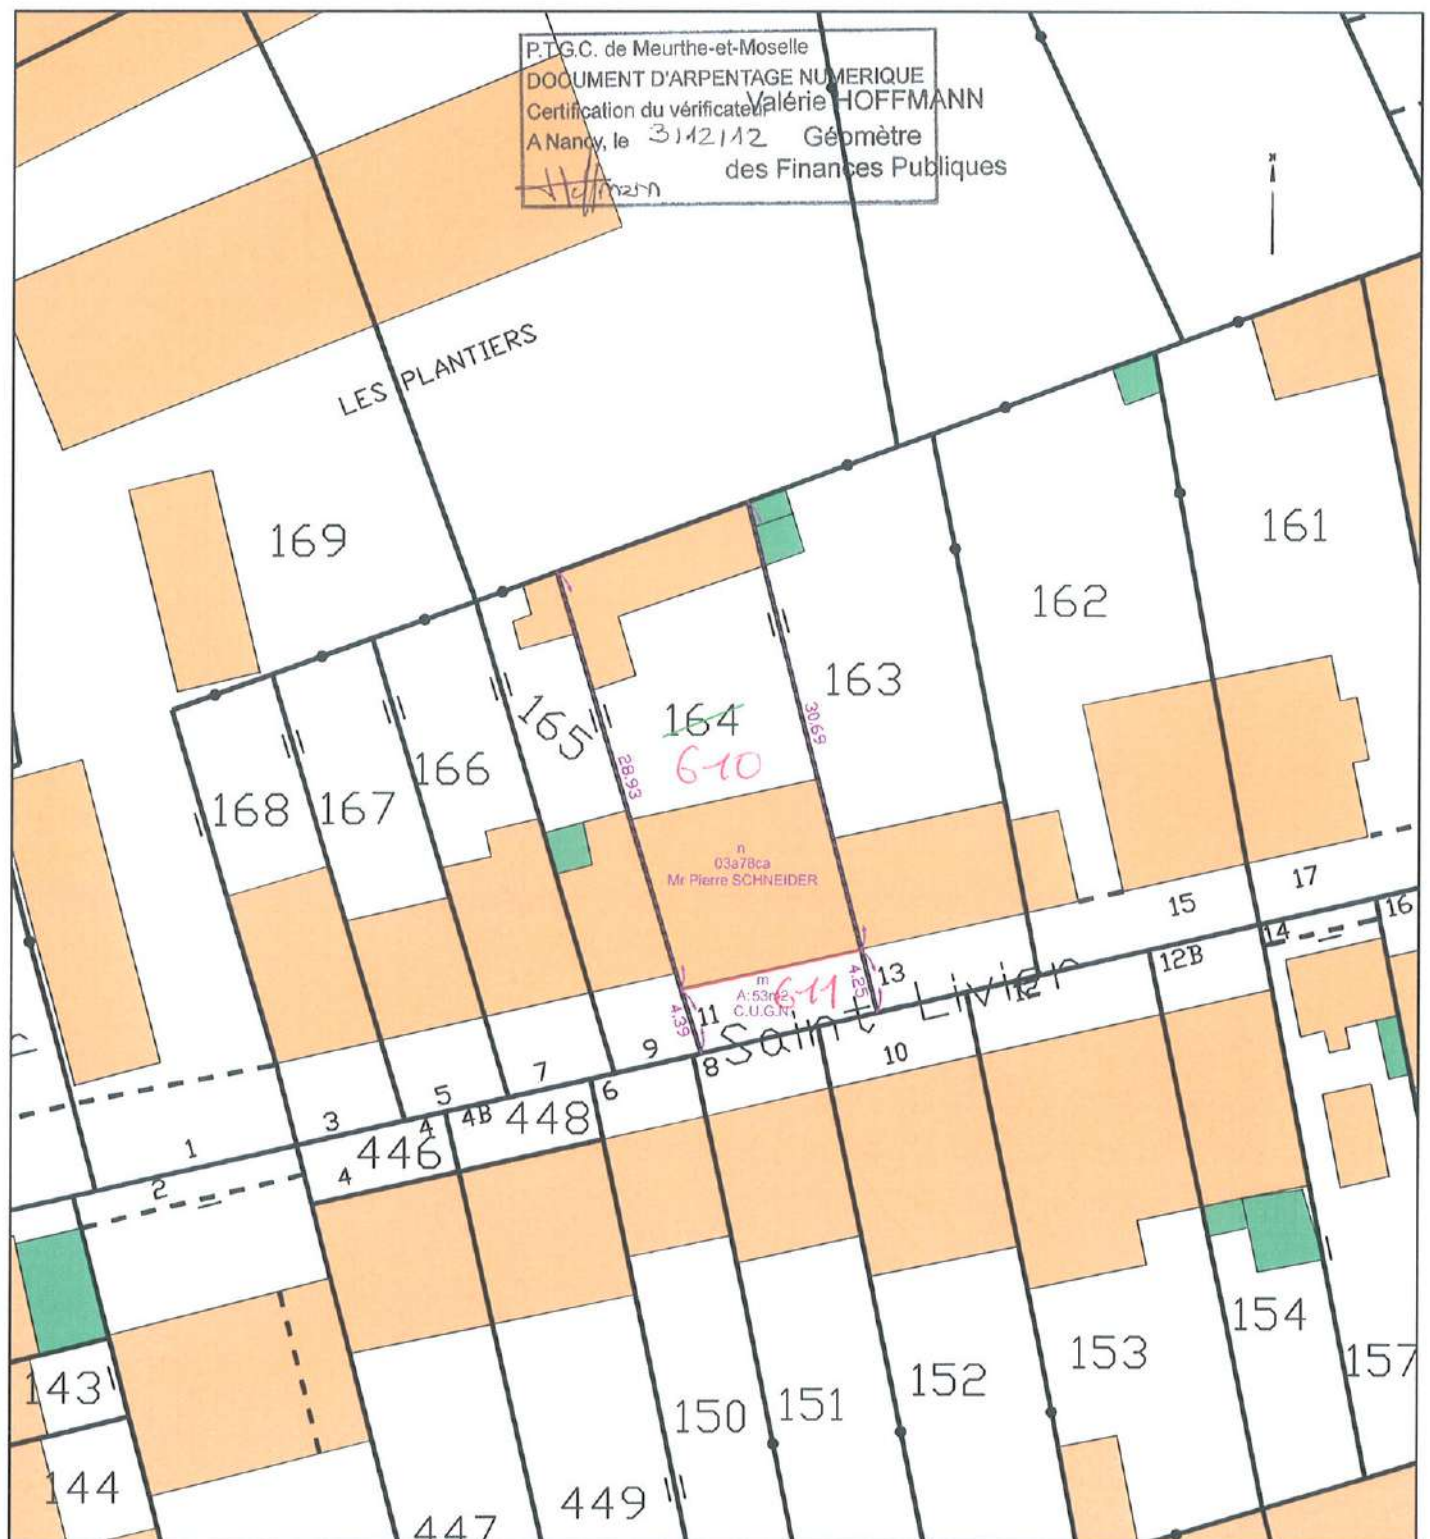 P.T.G.C. de Meurthe-et-Moselle
DOCUMENT D'ARPENTAGE NUMERIQUE
Certification du vérificateur Valérie HOFFMANN
A Nancy, le 3/12/12 Géomètre
des Finances Publiques
Hoffmann
LES PLANTIERS
169
161
162
163
164
165
610
30.69
28.93
166
168
167
n
03a78ca
Mr Pierre SCHNEIDER
17
15
16
14
12B
13
12
m
A:53m2
C.U.G.N
611
4.25
4.39
11
Saint Livier
10
9
8
7
6
5
4B
448
4
3
446
4
1
2
154
153
157
143
152
151
150
144
449
447